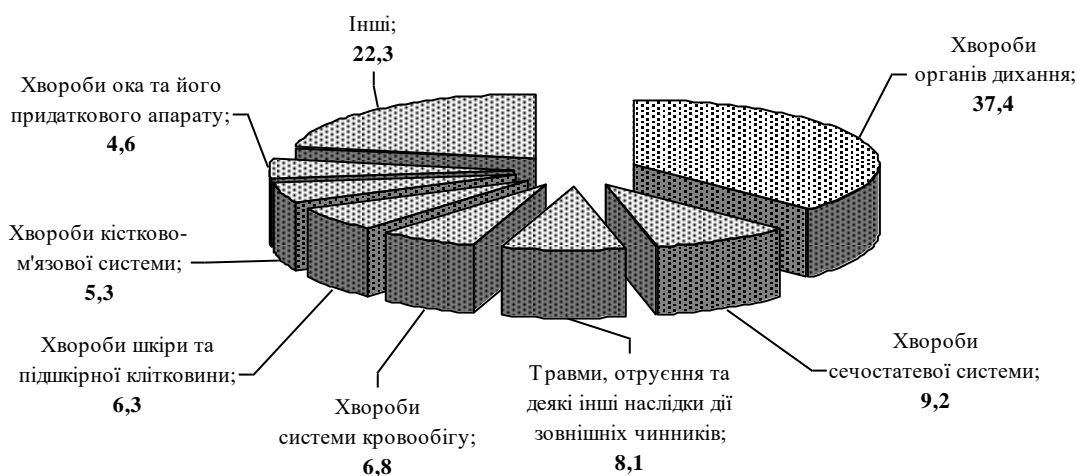 Інші;
22,3
Хвороби
органів дихання;
37,4
Хвороби ока та його
придаткового апарату;
4,6
Хвороби кістково-
м'язової системи;
5,3
Хвороби шкіри та
підшкірної клітковини;
6,3
Хвороби
системи кровообігу;
6,8
Травми, отруєння та
деякі інші наслідки дії
зовнішніх чинників;
8,1
Хвороби
сечостатевої системи;
9,2